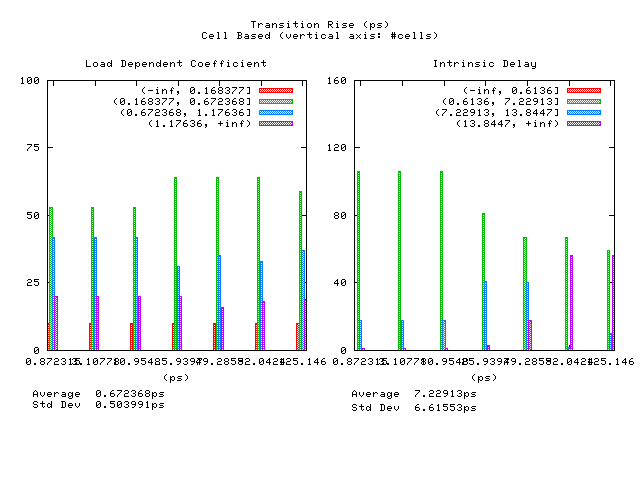 Transition Rise (ps)
Cell Based (vertical axis: #cells)
Load Dependent Coefficient
100
75
50
25
0
(-inf, 0.168377]
(0.168377, 0.672368]
(0.672368, 1.17636]
(1.17636, +inf)
(ps)
Average 0.672368ps
Std Dev 0.503991ps
Intrinsic Delay
160
120
80
40
0
(-inf, 0.6136]
(0.6136, 7.22913]
(7.22913, 13.8447]
(13.8447, +inf)
(ps)
Average 7.22913ps
Std Dev 6.61553ps